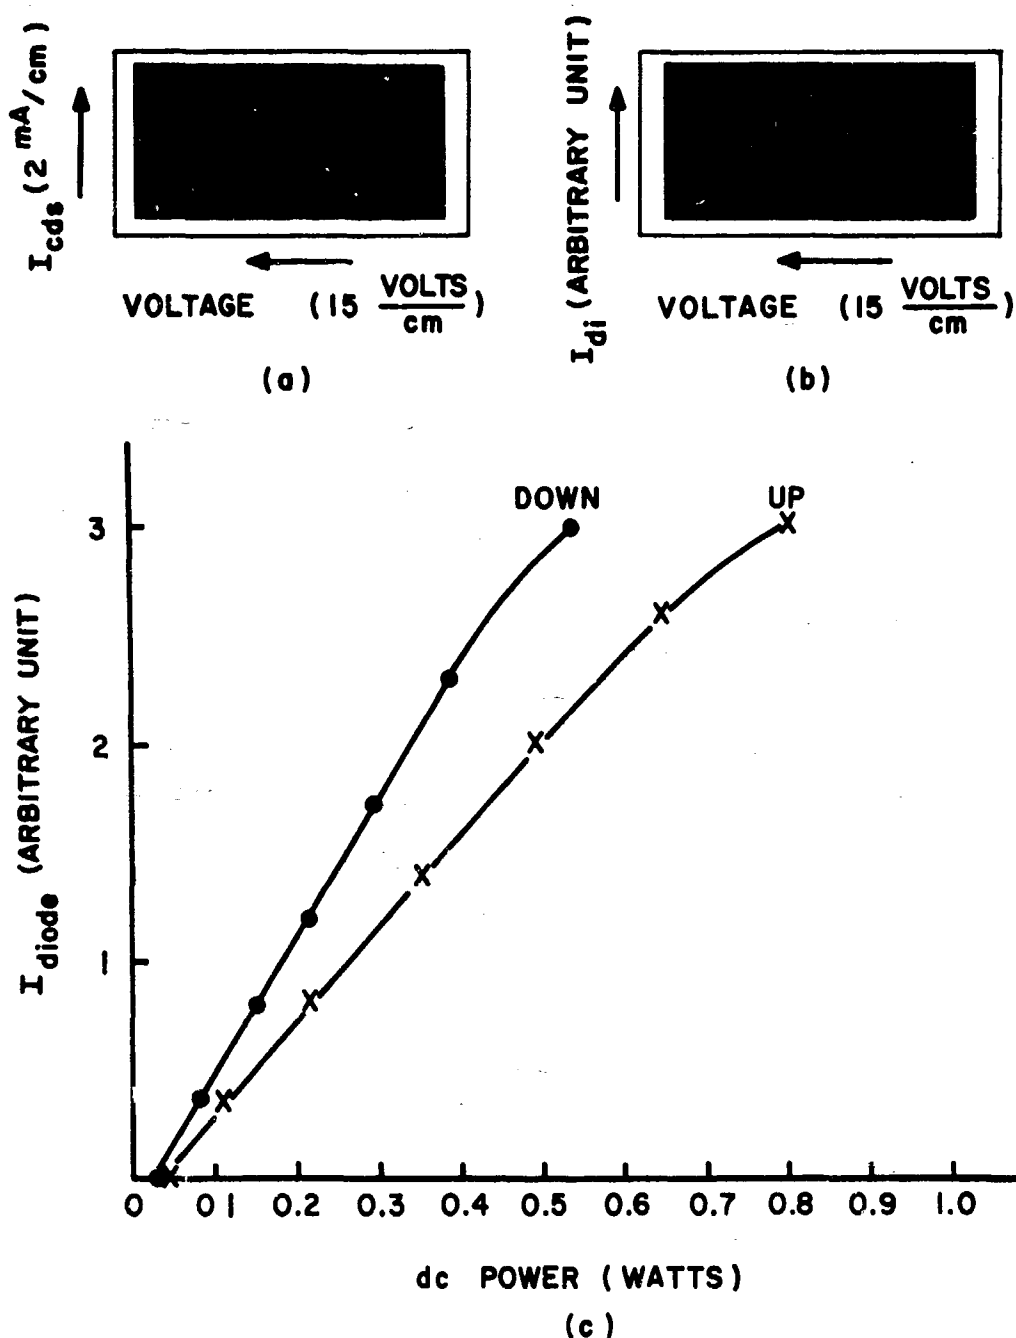 I_cds (2 mA/cm)
VOLTAGE (15 VOLTS/cm)
(a)
I_di (ARBITRARY UNIT)
VOLTAGE (15 VOLTS/cm)
(b)
I_diode (ARBITRARY UNIT)
DOWN
UP
3
2
1
0 01 0.2 0.3 0.4 0.5 0.6 0.7 0.8 0.9 1.0
dc POWER (WATTS)
(c)